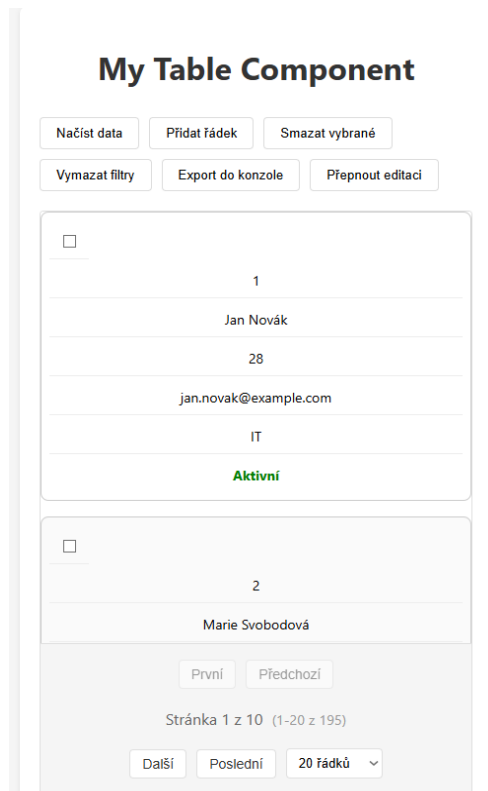 My Table Component
Načíst data Přidat řádek Smazat vybrané
Vymazat filtry Export do konzole Přepnout editaci
1
Jan Novák
28
jan.novak@example.com
IT
Aktivní
2
Marie Svobodová
První Předchozí
Stránka 1 z 10 (1-20 z 195)
Další Poslední 20 řádků